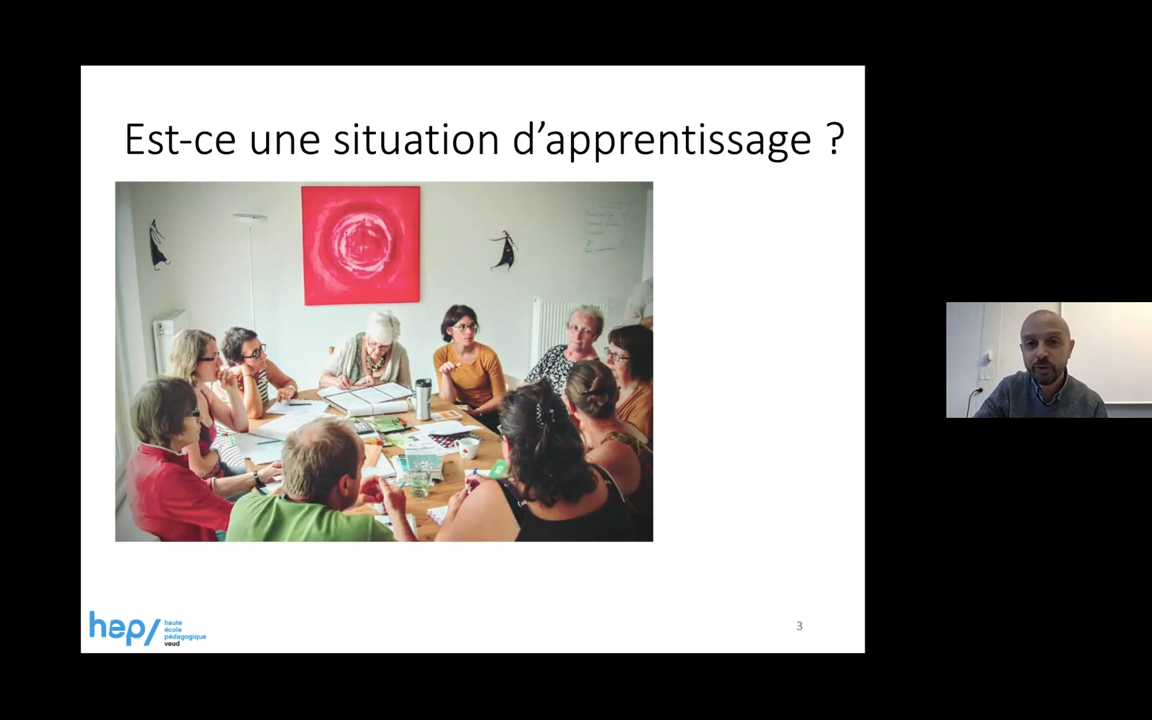 Est-ce une situation d’apprentissage ?
hep/
haute
école
pédagogique
vaud
3